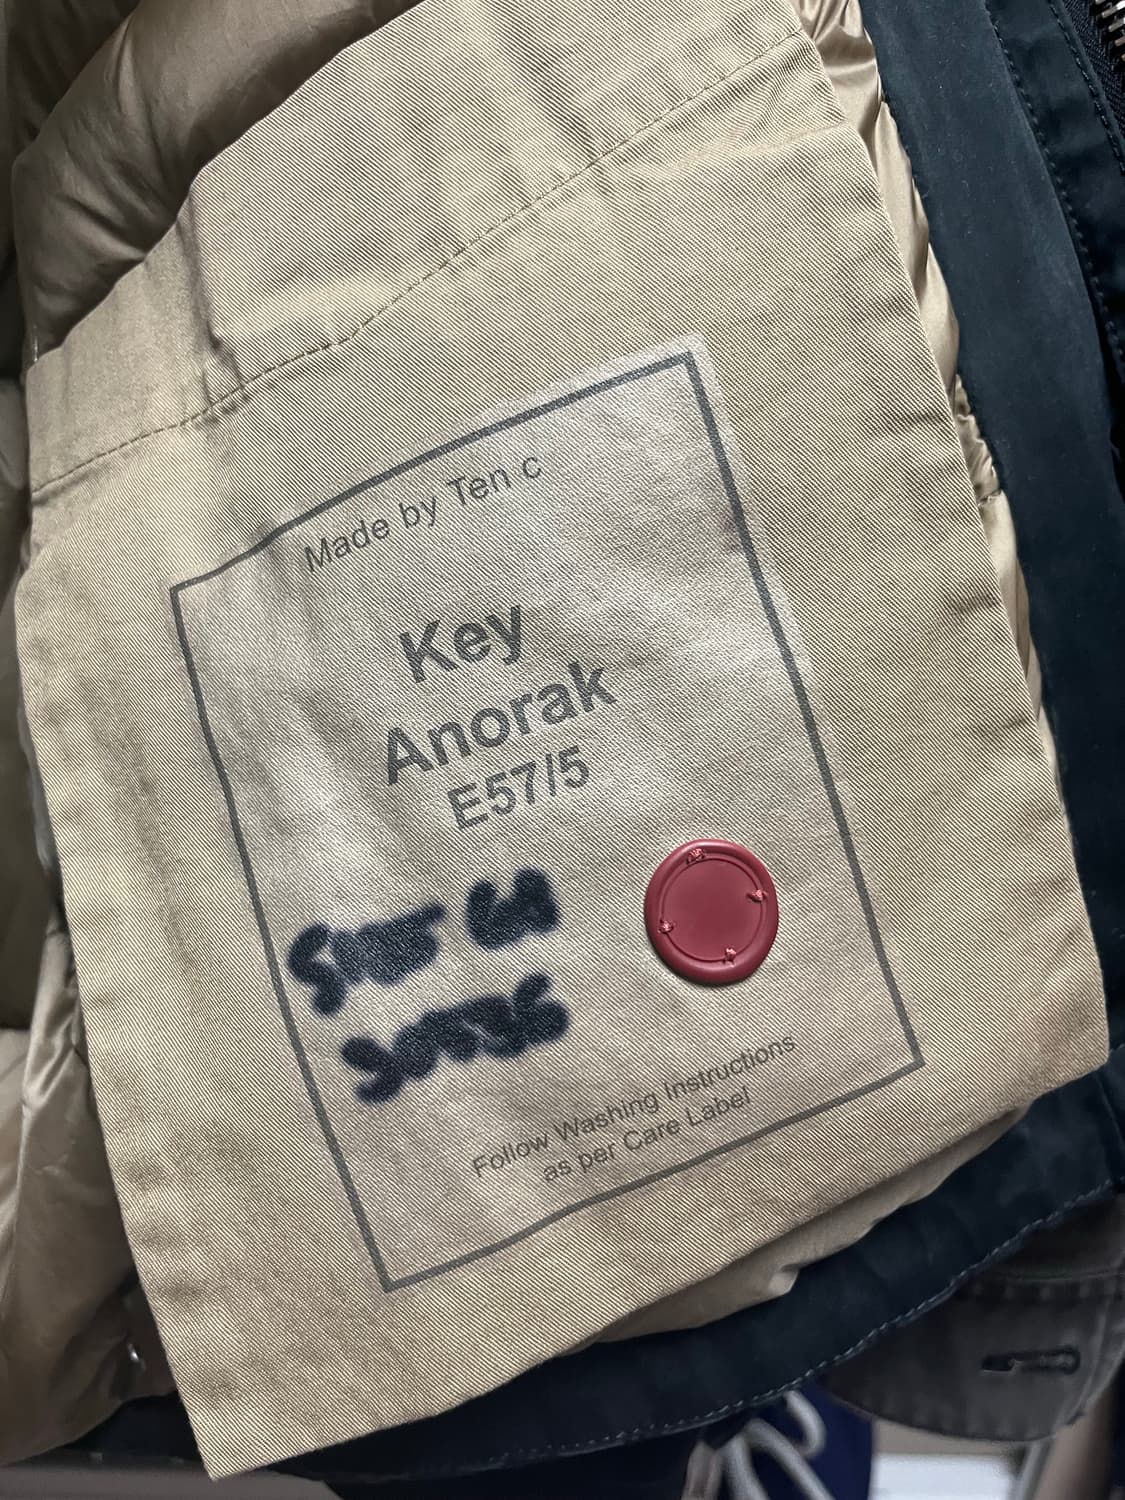 Made by Ten c
Key
Anorak
E57/5
Follow Washing Instructions
as per Care Label